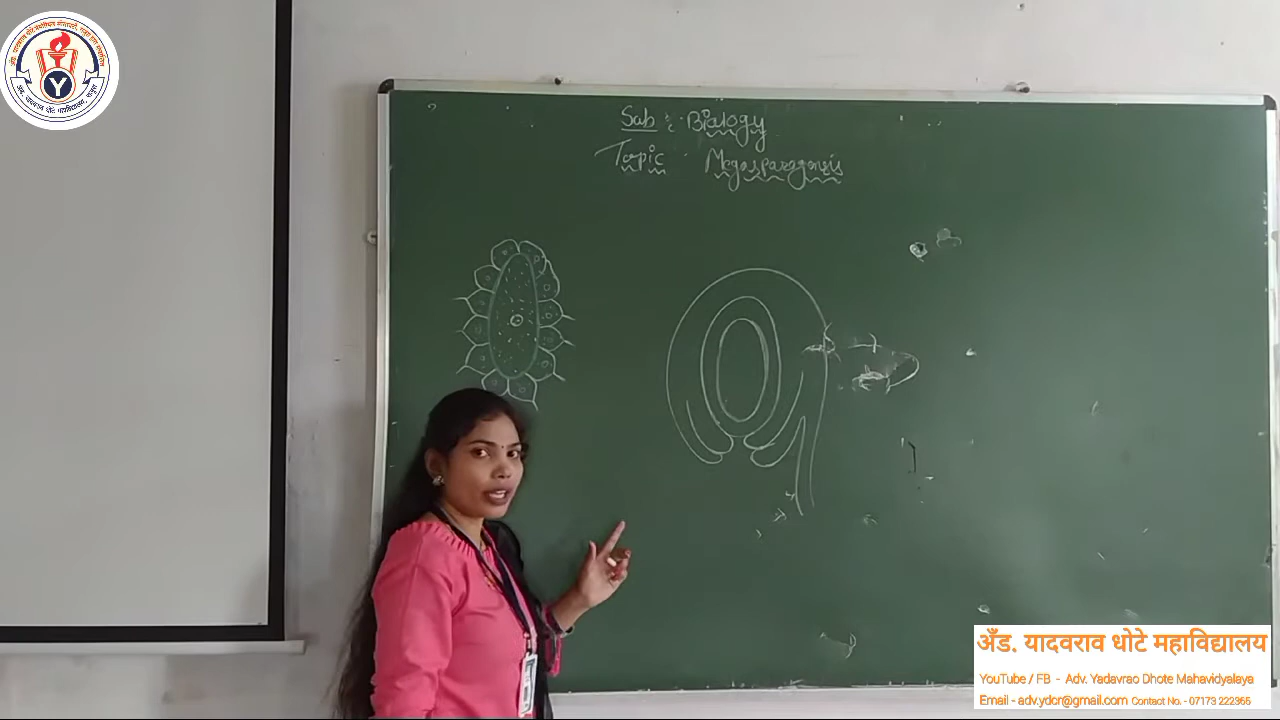 Sub : Biology
Topic : Megasporogensis
Y
अँड. यादवराव धोटे महाविद्यालय
YouTube / FB - Adv. Yadavrao Dhote Mahavidyalaya
Email - adv.ydcr@gmail.com Contact No. - 07173 222365